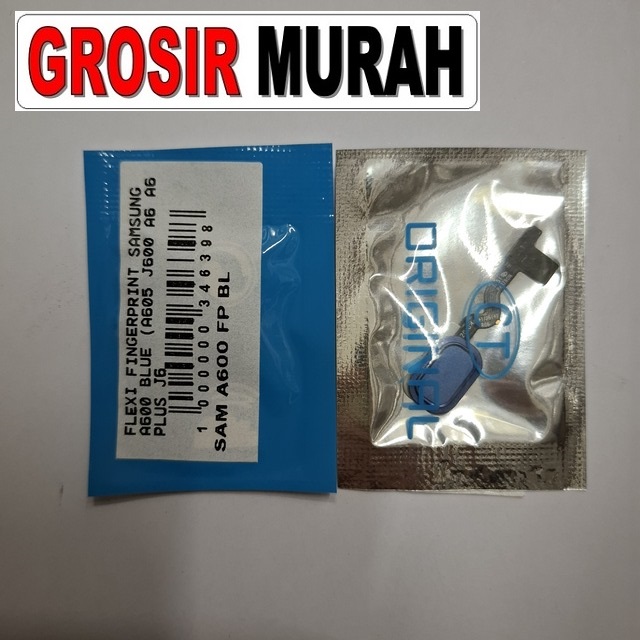 GROSIR MURAH
FLEXI FINGERPRINT SAMSUNG
A600 BLUE (A605 J600 A6 A6
PLUS J6
1 000000 346398
SAM A600 FP BL
ORIGINAL
CT